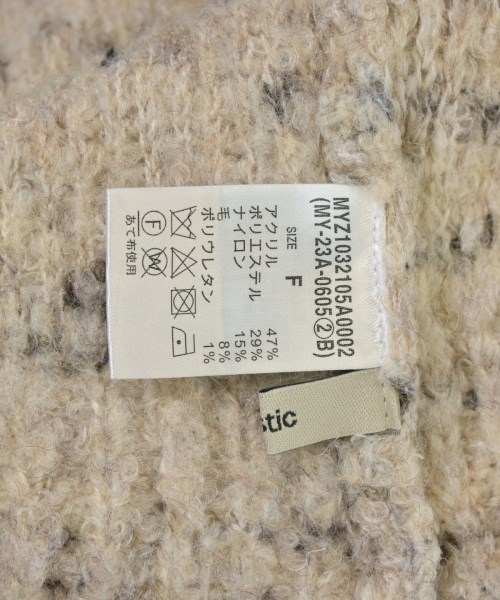 MYZ1032105A0002
(MY-23A-0605②B)
SIZE F
アクリル 47%
ポリエステル 29%
ナイロン 15%
毛 8%
ポリウレタン 1%
F W
あて布使用
stic